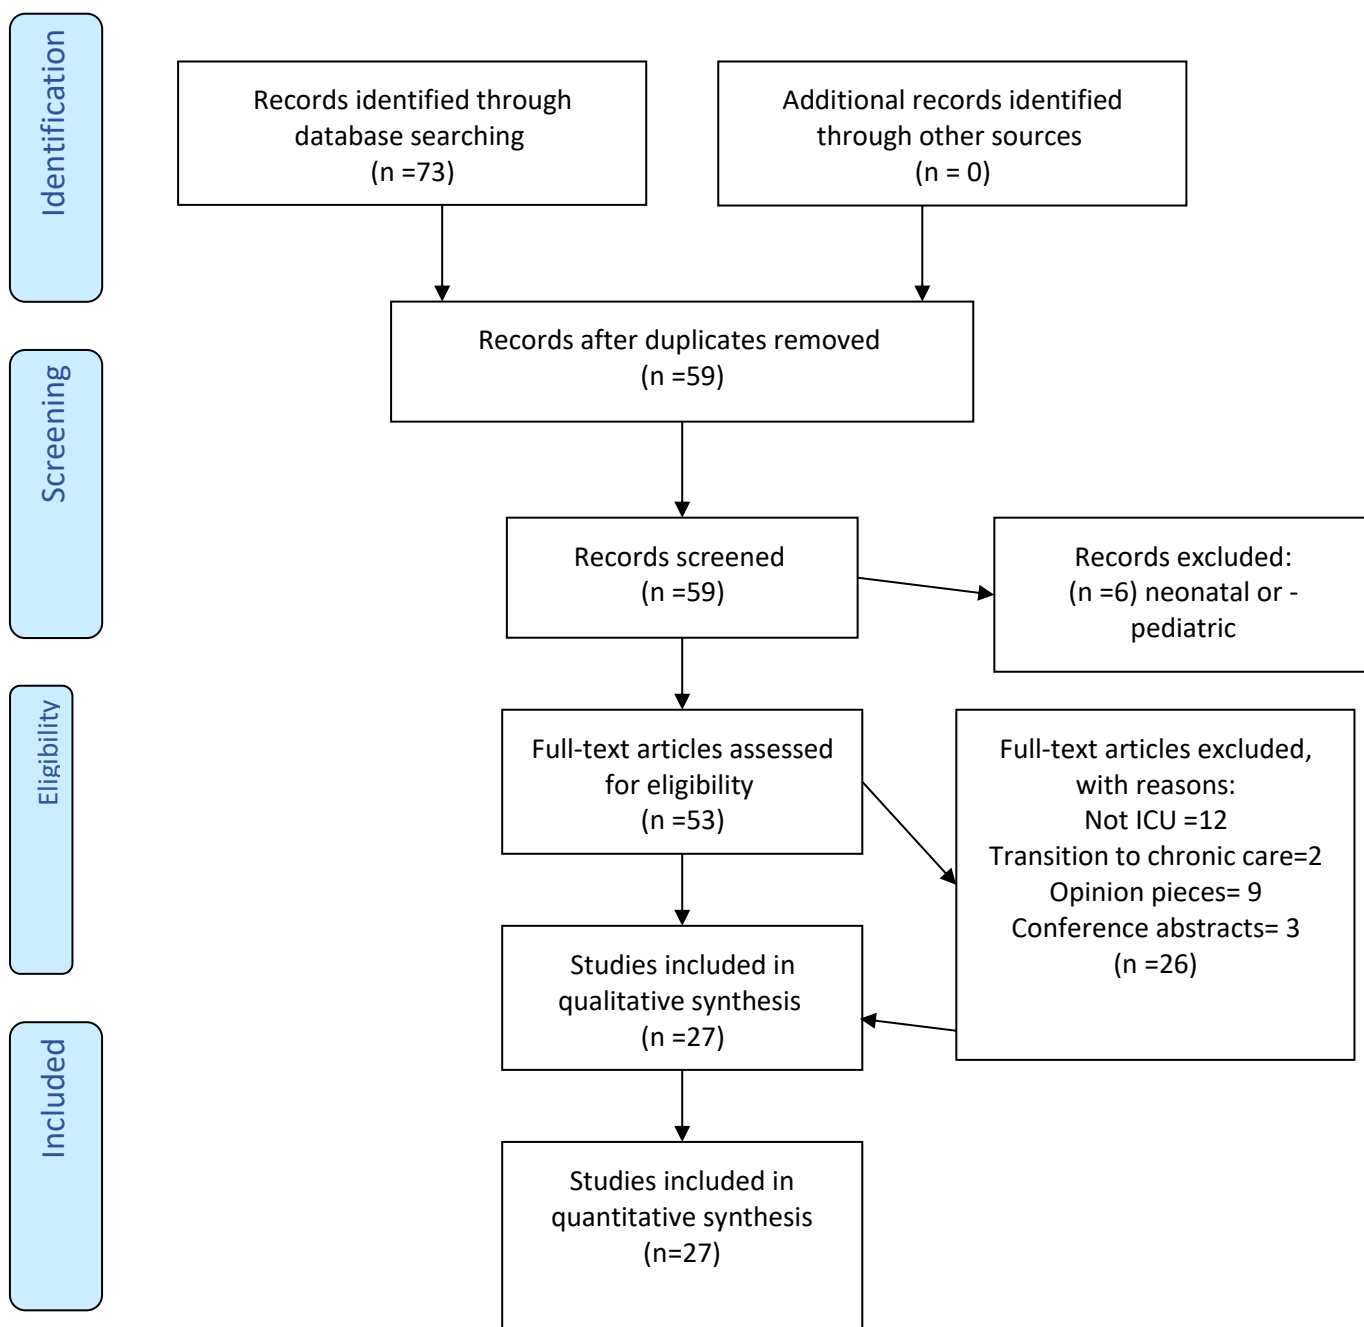 Identification
Records identified through
database searching
(n =73)
Additional records identified
through other sources
(n = 0)
Records after duplicates removed
(n =59)
Screening
Records screened
(n =59)
Records excluded:
(n =6) neonatal or -
pediatric
Eligibility
Full-text articles assessed
for eligibility
(n =53)
Full-text articles excluded,
with reasons:
Not ICU =12
Transition to chronic care=2
Opinion pieces= 9
Conference abstracts= 3
(n =26)
Studies included in
qualitative synthesis
(n =27)
Included
Studies included in
quantitative synthesis
(n=27)